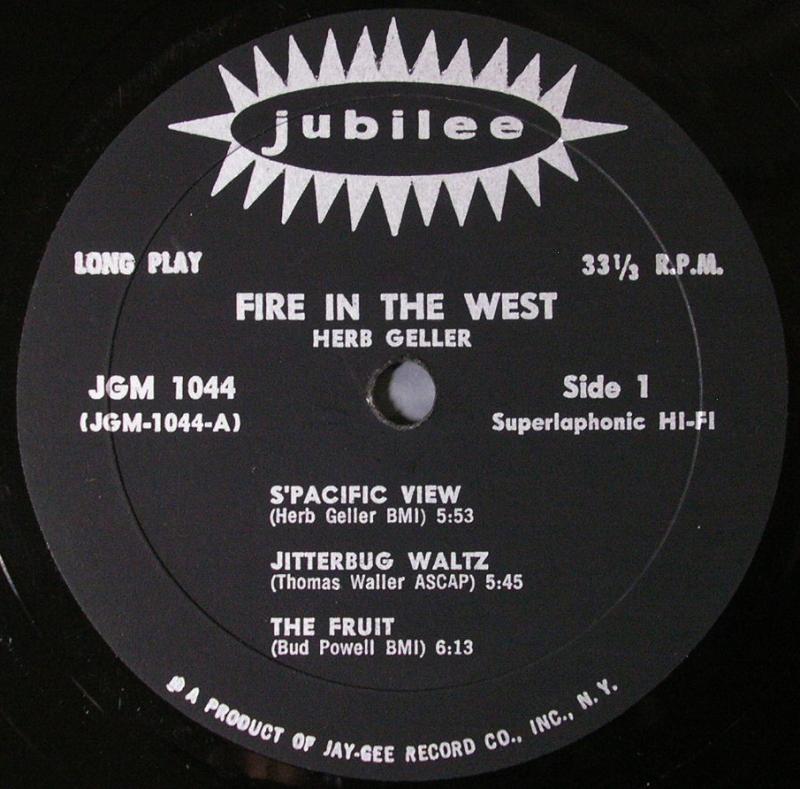 jubilee
LONG PLAY
33⅓ R.P.M.
FIRE IN THE WEST
HERB GELLER
JGM 1044
(JGM-1044-A)
Side 1
Superlaphonic HI-FI
S'PACIFIC VIEW
(Herb Geller BMI) 5:53
JITTERBUG WALTZ
(Thomas Waller ASCAP) 5:45
THE FRUIT
(Bud Powell BMI) 6:13
A PRODUCT OF JAY-GEE RECORD CO., INC., N. Y.